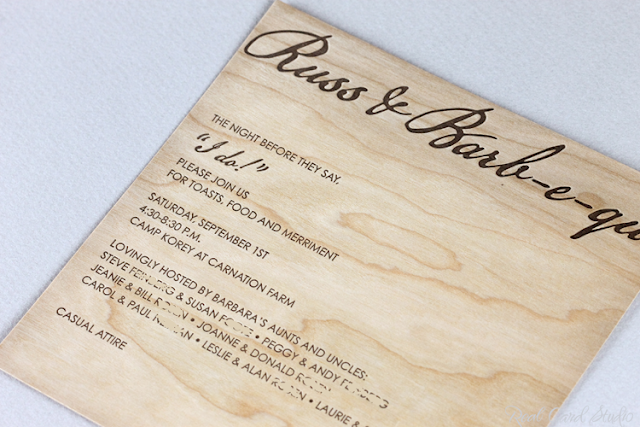 Russ & Barb-e-qu
THE NIGHT BEFORE THEY SAY,
"I do!"
PLEASE JOIN US
FOR TOASTS, FOOD AND MERRIMENT
SATURDAY, SEPTEMBER 1ST
4:30-8:30 P.M.
CAMP KOREY AT CARNATION FARM
LOVINGLY HOSTED BY BARBARA'S AUNTS AND UNCLES:
STEVE & SUSAN • PEGGY & ANDY
JEANIE & BILL • JOANNE & DONALD
CAROL & PAUL • LESLIE & ALAN • LAURIE &
CASUAL ATTIRE